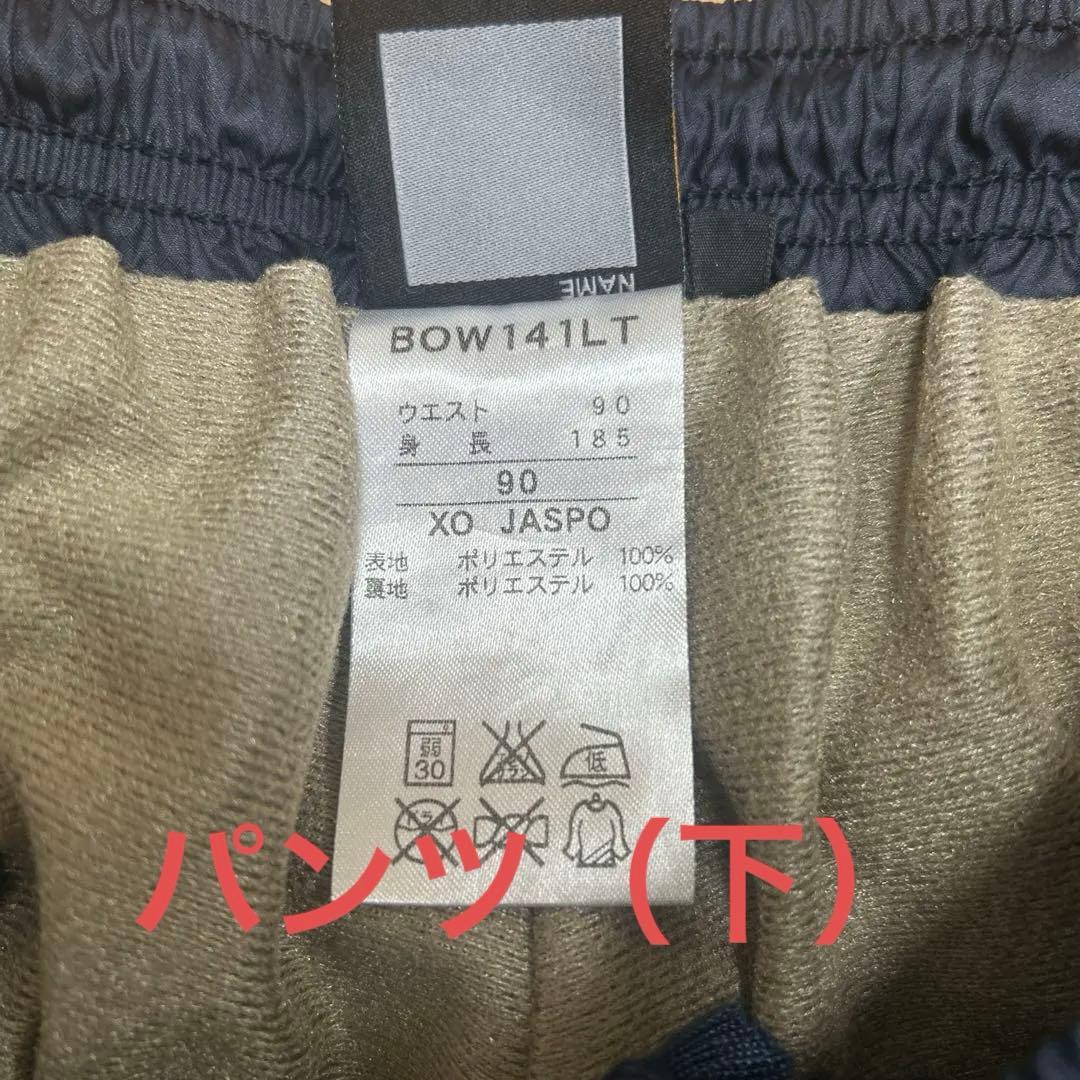 NAME
BOW141LT
ウエスト 90
身長 185
90
XO JASPO
表地 ポリエステル 100%
裏地 ポリエステル 100%
弱
30
低
パンツ（下）